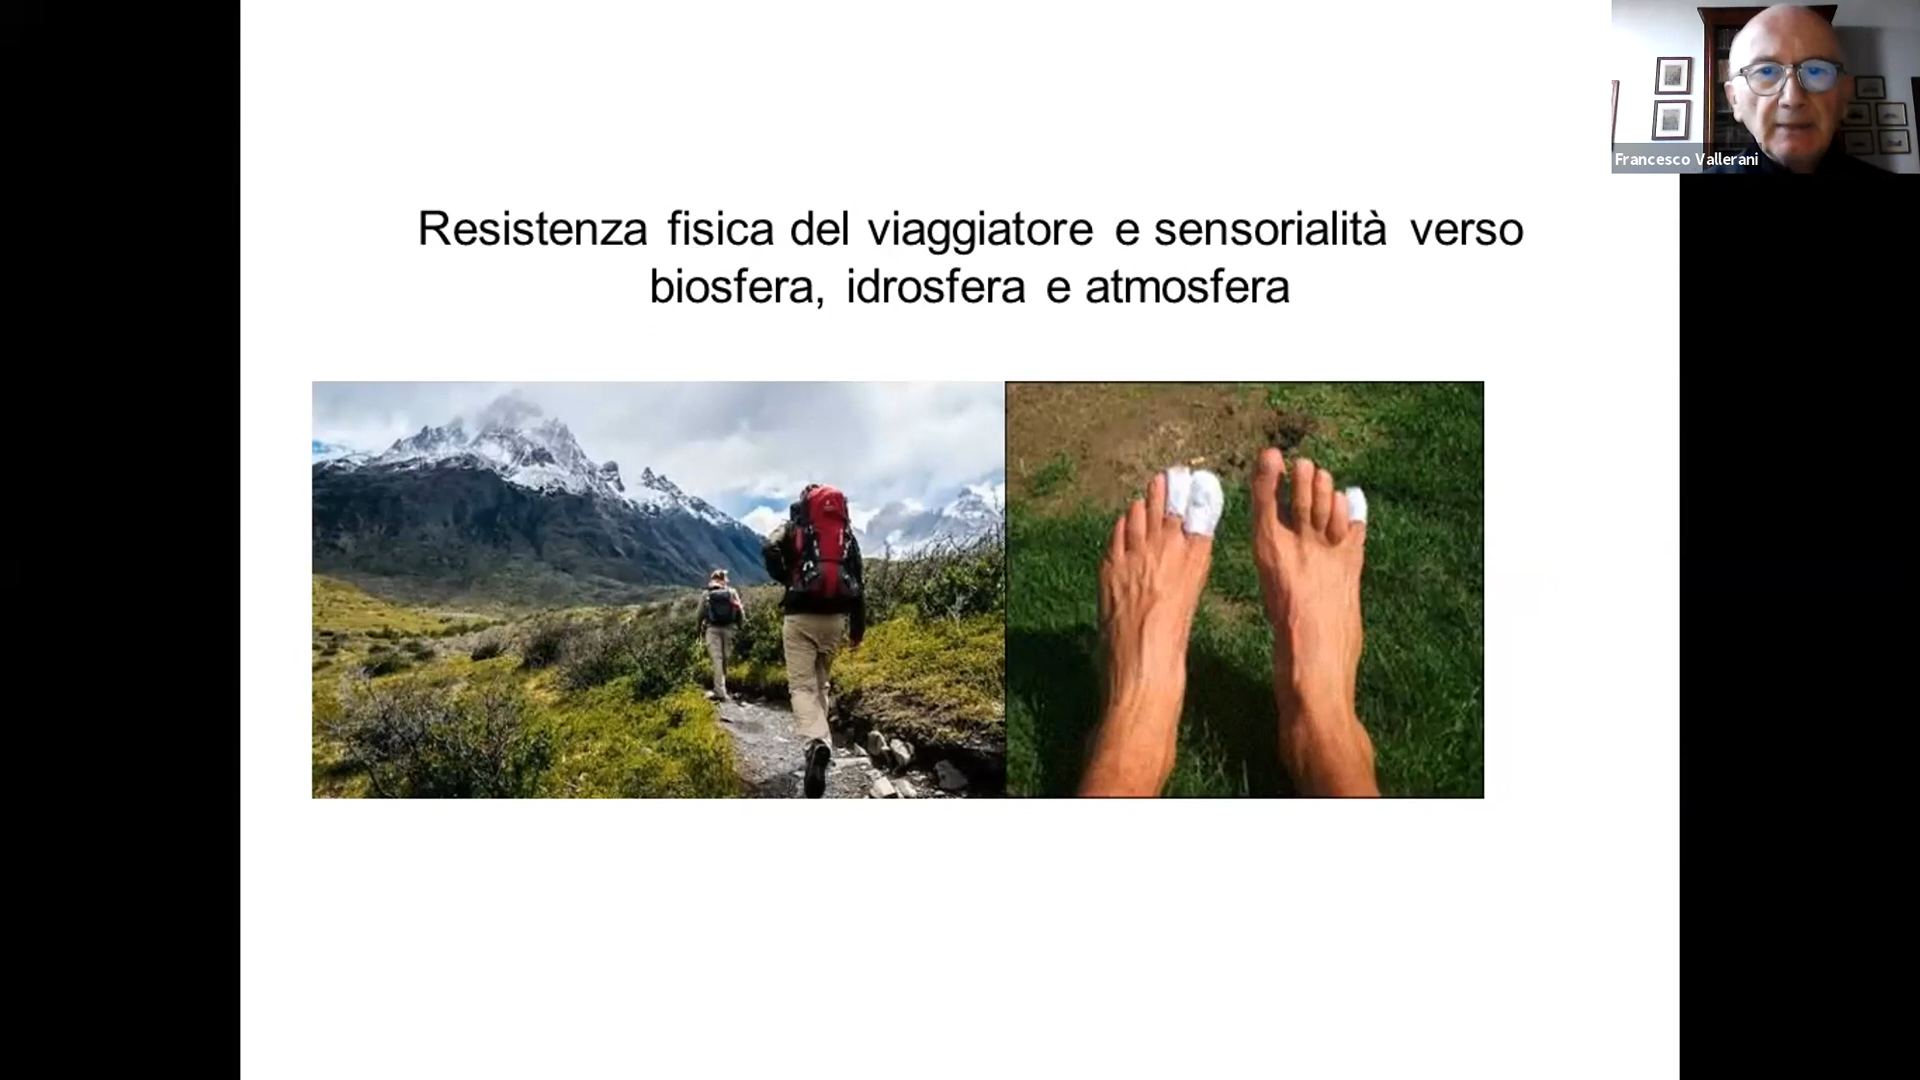 Francesco Vallerani
Resistenza fisica del viaggiatore e sensorialità verso
biosfera, idrosfera e atmosfera